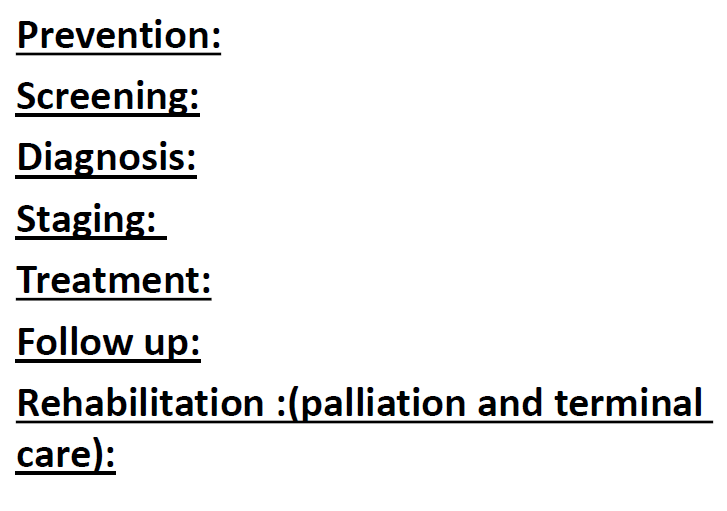 Prevention:
Screening:
Diagnosis:
Staging:
Treatment:
Follow up:
Rehabilitation :(palliation and terminal
care):